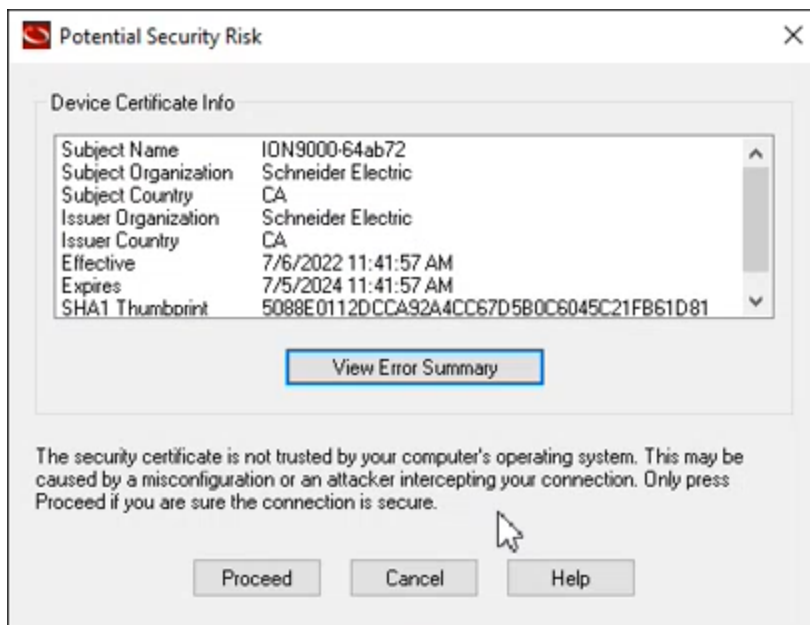 Potential Security Risk
Device Certificate Info
Subject Name ION9000-64ab72
Subject Organization Schneider Electric
Subject Country CA
Issuer Organization Schneider Electric
Issuer Country CA
Effective 7/6/2022 11:41:57 AM
Expires 7/5/2024 11:41:57 AM
SHA1 Thumbprint 5088E0112DCCA92A4CC67D5B0C6045C21FB61D81
View Error Summary
The security certificate is not trusted by your computer's operating system. This may be
caused by a misconfiguration or an attacker intercepting your connection. Only press
Proceed if you are sure the connection is secure.
Proceed Cancel Help